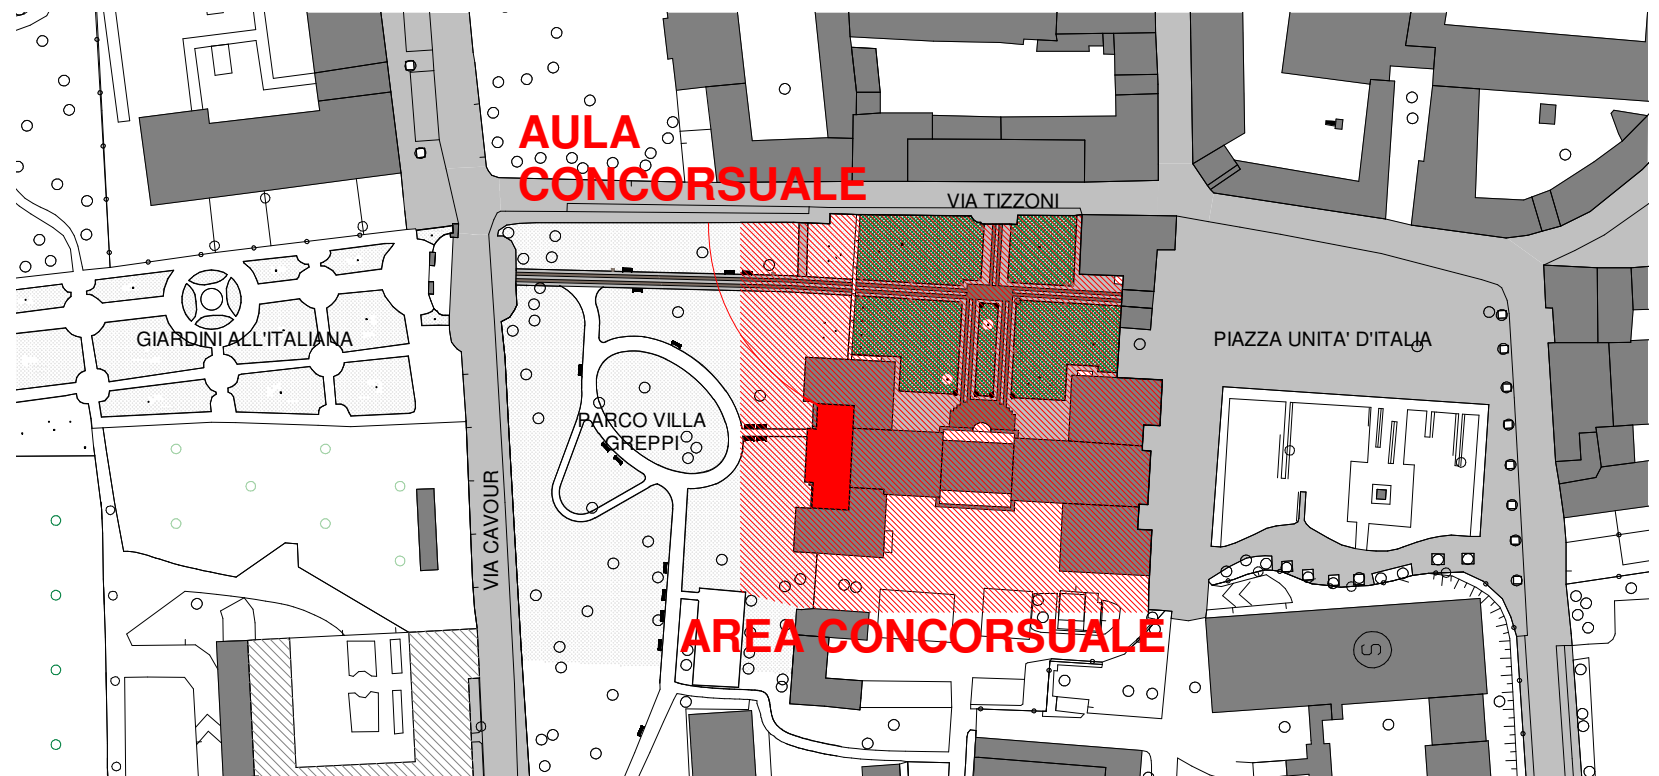 AULA
CONCORSUALE
VIA TIZZONI
GIARDINI ALL'ITALIANA
PIAZZA UNITA' D'ITALIA
PARCO VILLA
GREPPI
VIA CAVOUR
AREA CONCORSUALE
S